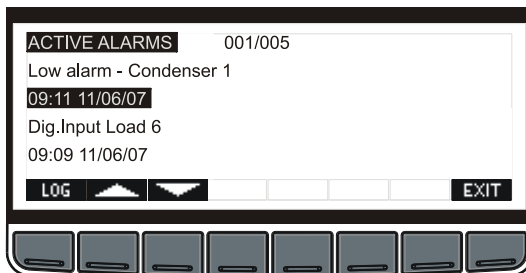 ACTIVE ALARMS 001/005
Low alarm - Condenser 1
09:11 11/06/07
Dig.Input Load 6
09:09 11/06/07
LOG EXIT